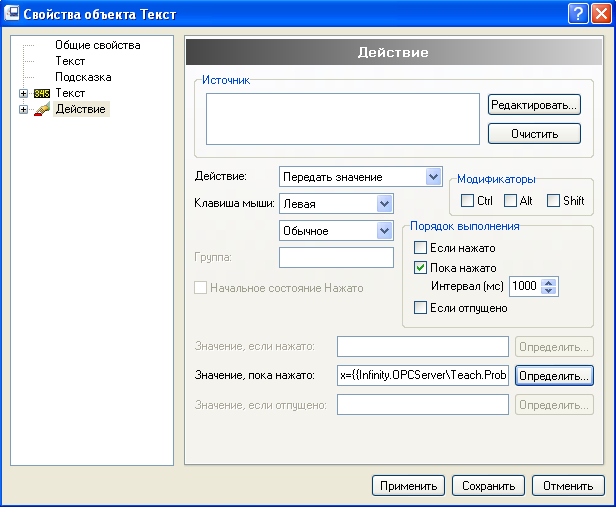 Свойства объекта Текст
Общие свойства
Текст
Подсказка
345 Текст
Действие
Действие
Источник
Редактировать...
Очистить
Действие: Передать значение
Клавиша мыши: Левая
Обычное
Группа:
Начальное состояние Нажато
Модификаторы
Ctrl Alt Shift
Порядок выполнения
Если нажато
Пока нажато
Интервал (мс) 1000
Если отпущено
Значение, если нажато: Определить...
Значение, пока нажато: x={{Infinity.OPCServer\Teach.Prob Определить...
Значение, если отпущено: Определить...
Применить Сохранить Отменить